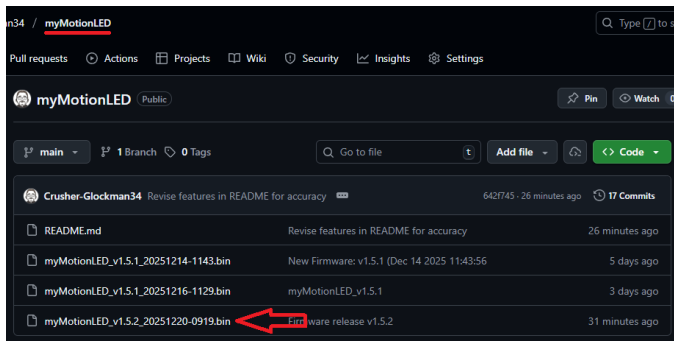 n34 / myMotionLED
Type / to s
Pull requests Actions Projects Wiki Security Insights Settings
myMotionLED Public
Pin Watch 0
main 1 Branch 0 Tags
Go to file t
Add file
Code
Crusher-Glockman34 Revise features in README for accuracy
642f745 · 26 minutes ago 17 Commits
README.md Revise features in README for accuracy 26 minutes ago
myMotionLED_v1.5.1_20251214-1143.bin New Firmware: v1.5.1 (Dec 14 2025 11:43:56 5 days ago
myMotionLED_v1.5.1_20251216-1129.bin myMotionLED_v1.5.1 3 days ago
myMotionLED_v1.5.2_20251220-0919.bin Firmware release v1.5.2 31 minutes ago